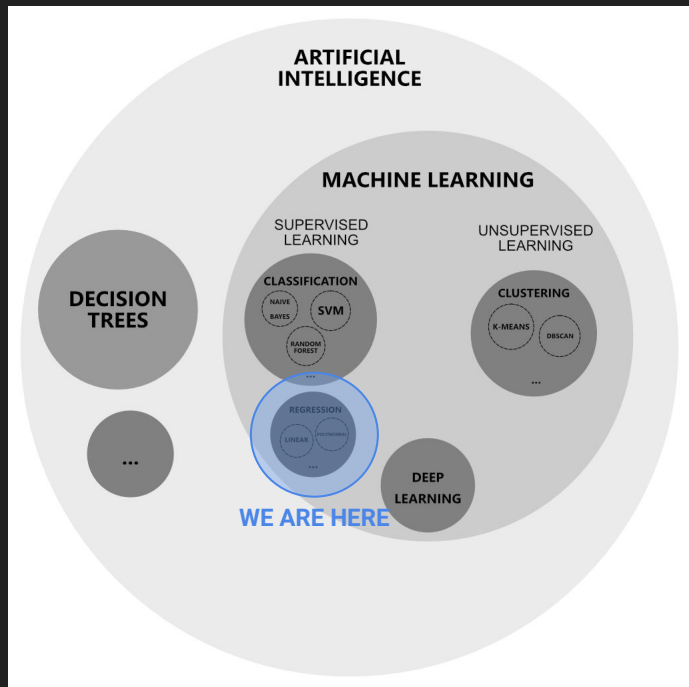 ARTIFICIAL
INTELLIGENCE
MACHINE LEARNING
SUPERVISED
LEARNING
UNSUPERVISED
LEARNING
DECISION
TREES
...
CLASSIFICATION
NAIVE
BAYES
SVM
RANDOM
FOREST
...
CLUSTERING
K-MEANS
DBSCAN
...
REGRESSION
LINEAR
POLYNOMIAL
...
DEEP
LEARNING
WE ARE HERE